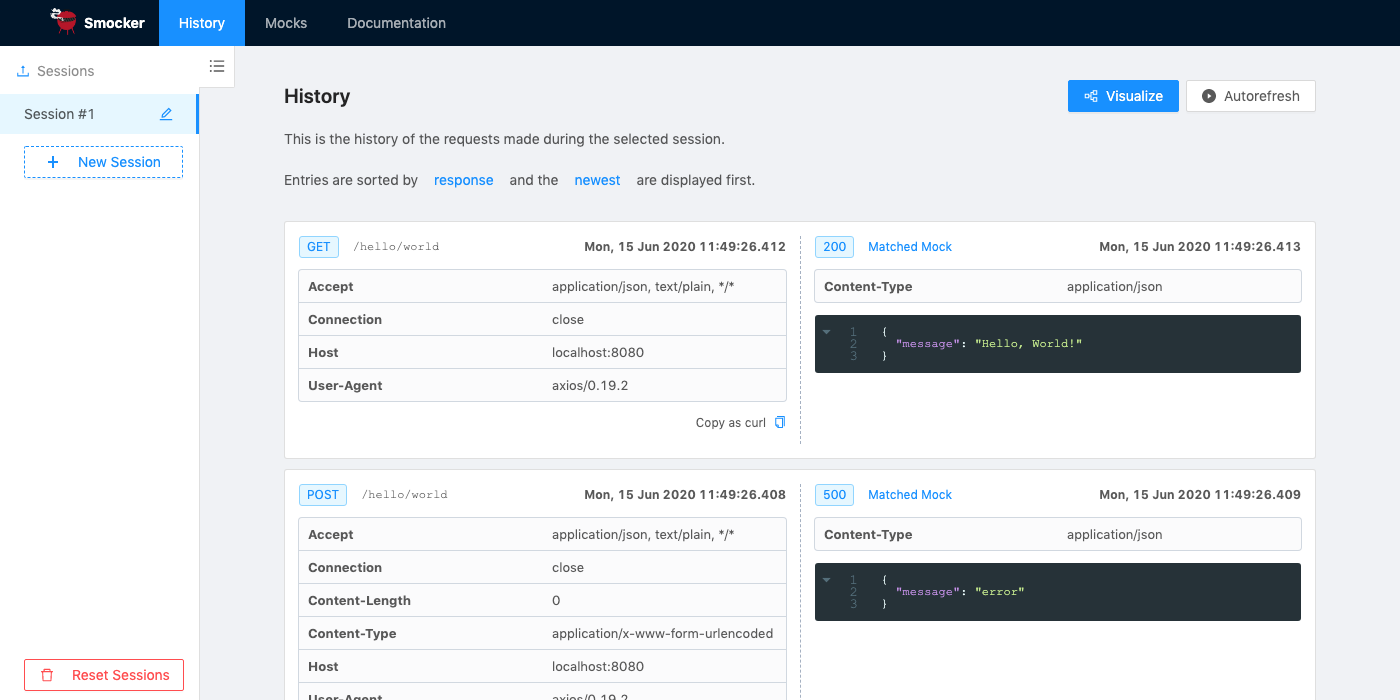 Smocker History Mocks Documentation
Sessions
Session #1
New Session
Reset Sessions
History
Visualize Autorefresh
This is the history of the requests made during the selected session.
Entries are sorted by response and the newest are displayed first.
GET /hello/world Mon, 15 Jun 2020 11:49:26.412
Accept application/json, text/plain, */*
Connection close
Host localhost:8080
User-Agent axios/0.19.2
Copy as curl
200 Matched Mock Mon, 15 Jun 2020 11:49:26.413
Content-Type application/json
1 {
2 "message": "Hello, World!"
3 }
POST /hello/world Mon, 15 Jun 2020 11:49:26.408
Accept application/json, text/plain, */*
Connection close
Content-Length 0
Content-Type application/x-www-form-urlencoded
Host localhost:8080
User-Agent axios/0.19.2
500 Matched Mock Mon, 15 Jun 2020 11:49:26.409
Content-Type application/json
1 {
2 "message": "error"
3 }